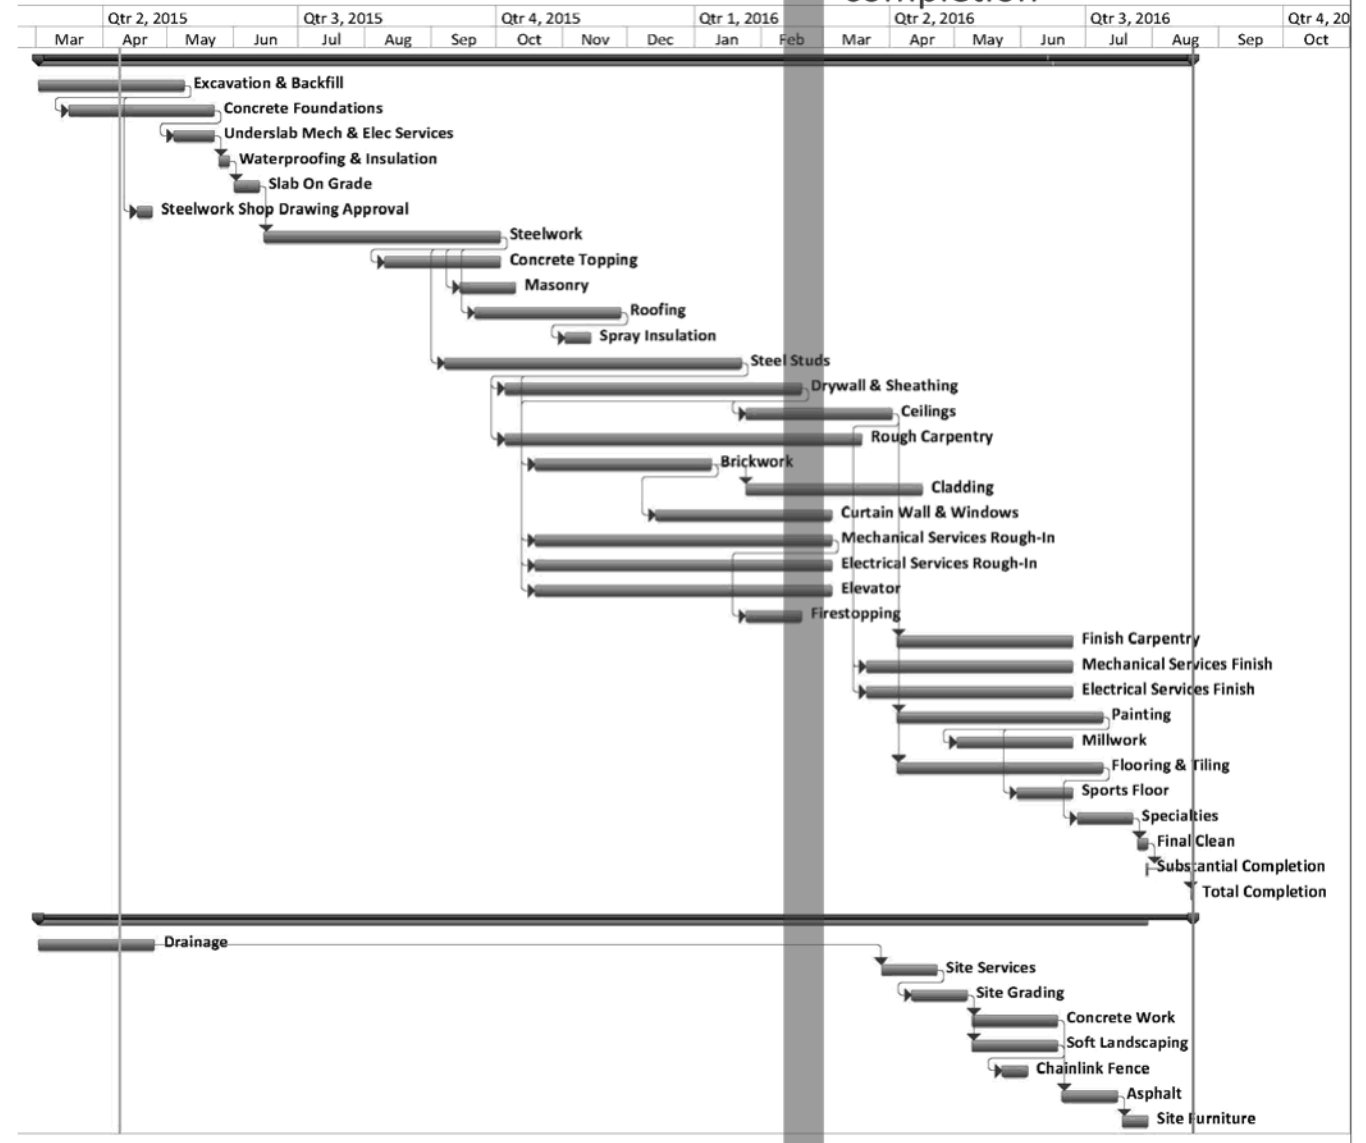 completion
Qtr 2, 2015 Qtr 3, 2015 Qtr 4, 2015 Qtr 1, 2016 Qtr 2, 2016 Qtr 3, 2016 Qtr 4, 20
Mar Apr May Jun Jul Aug Sep Oct Nov Dec Jan Feb Mar Apr May Jun Jul Aug Sep Oct
Excavation & Backfill
Concrete Foundations
Underslab Mech & Elec Services
Waterproofing & Insulation
Slab On Grade
Steelwork Shop Drawing Approval
Steelwork
Concrete Topping
Masonry
Roofing
Spray Insulation
Steel Studs
Drywall & Sheathing
Ceilings
Rough Carpentry
Brickwork
Cladding
Curtain Wall & Windows
Mechanical Services Rough-In
Electrical Services Rough-In
Elevator
Firestopping
Finish Carpentry
Mechanical Services Finish
Electrical Services Finish
Painting
Millwork
Flooring & Tiling
Sports Floor
Specialties
Final Clean
Substantial Completion
Total Completion
Drainage
Site Services
Site Grading
Concrete Work
Soft Landscaping
Chainlink Fence
Asphalt
Site Furniture